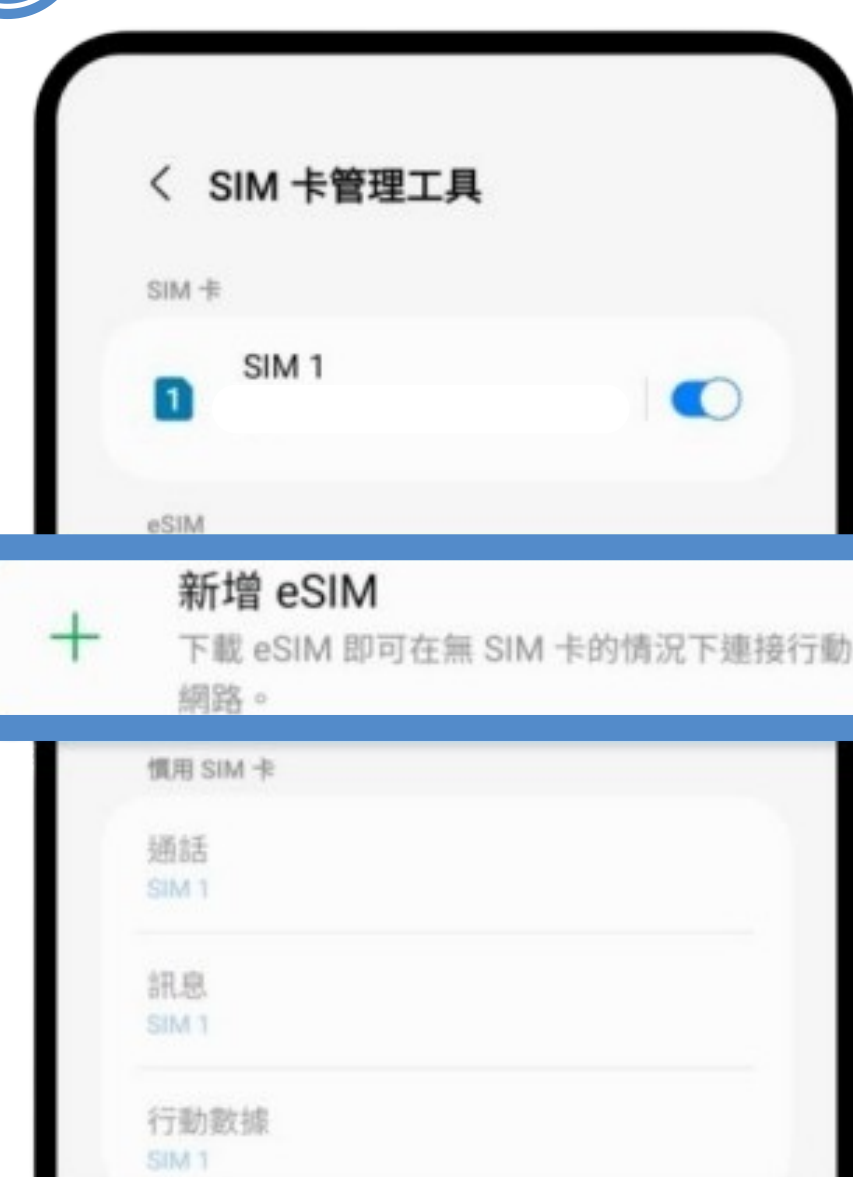 SIM 卡管理工具
SIM 卡
SIM 1
1
eSIM
新增 eSIM
下載 eSIM 即可在無 SIM 卡的情況下連接行動
網路。
慣用 SIM 卡
通話
SIM 1
訊息
SIM 1
行動數據
SIM 1